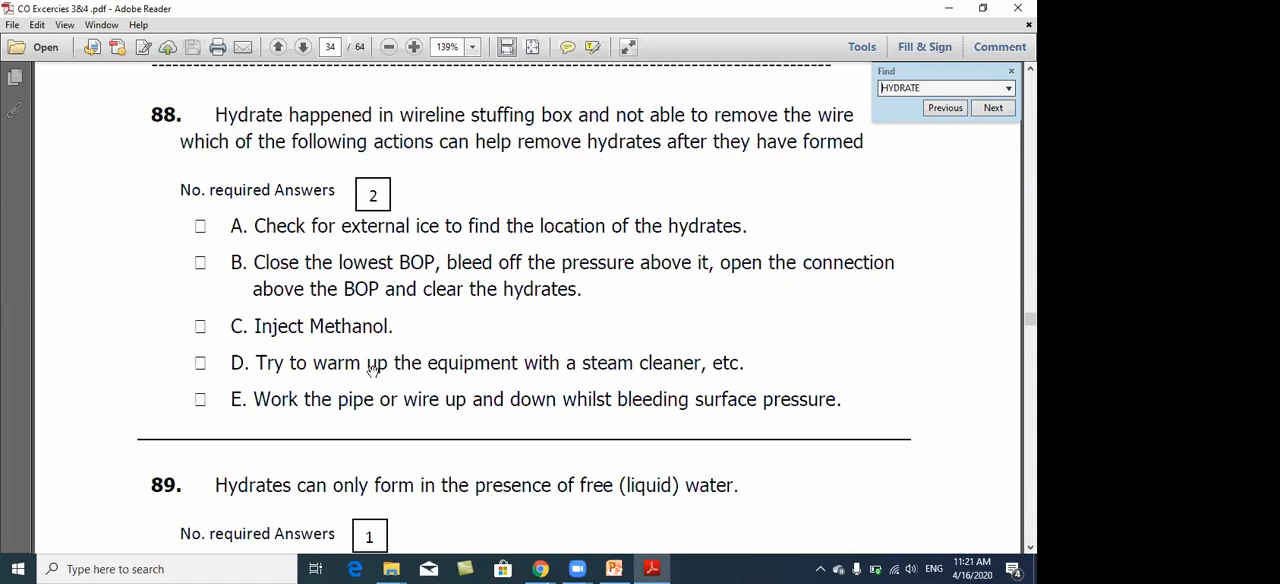 CO Excercies 3&4 .pdf - Adobe Reader
File Edit View Window Help
Open 34 / 64 139% Tools Fill & Sign Comment
Find
HYDRATE
Previous Next
88. Hydrate happened in wireline stuffing box and not able to remove the wire
which of the following actions can help remove hydrates after they have formed
No. required Answers 2
A. Check for external ice to find the location of the hydrates.
B. Close the lowest BOP, bleed off the pressure above it, open the connection
above the BOP and clear the hydrates.
C. Inject Methanol.
D. Try to warm up the equipment with a steam cleaner, etc.
E. Work the pipe or wire up and down whilst bleeding surface pressure.
89. Hydrates can only form in the presence of free (liquid) water.
No. required Answers 1
Type here to search
ENG
11:21 AM
4/16/2020
4